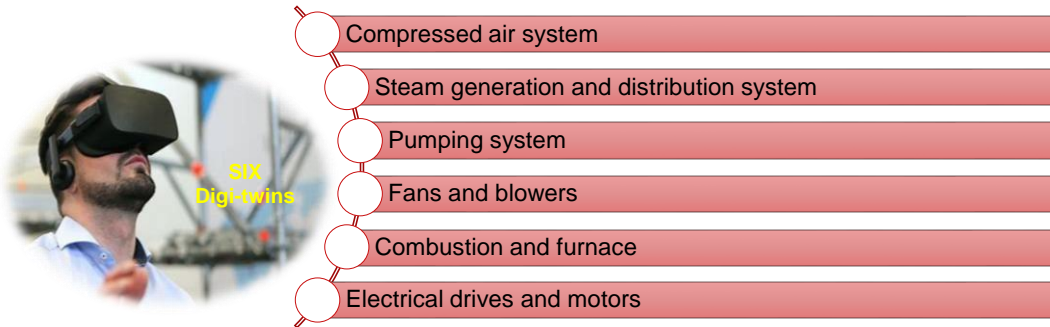 SIX
Digi-twins
Compressed air system
Steam generation and distribution system
Pumping system
Fans and blowers
Combustion and furnace
Electrical drives and motors